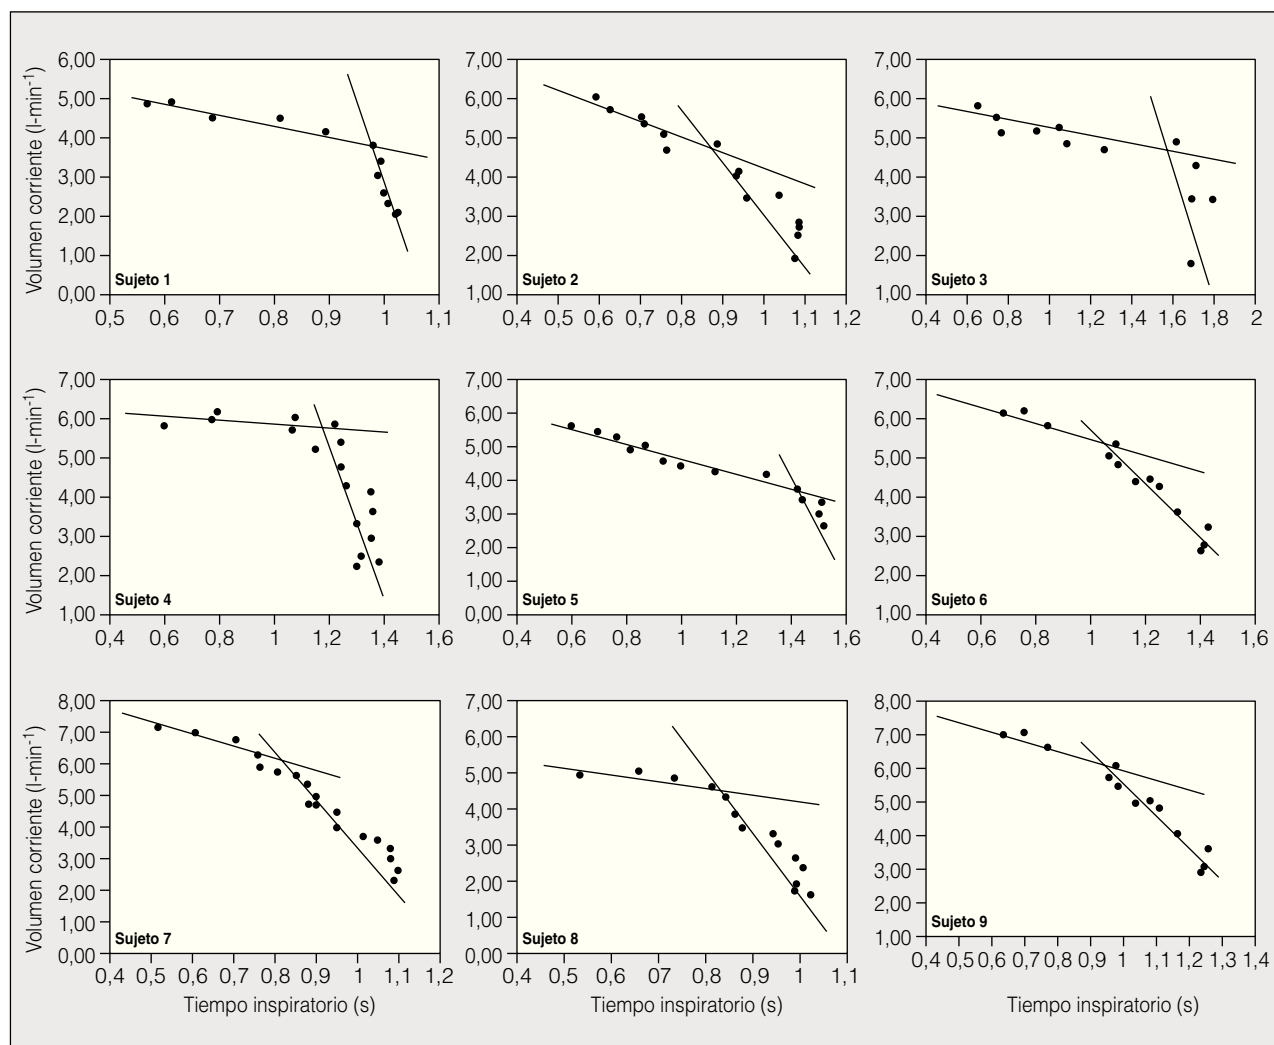 Volumen corriente (l-min-1)
6,00
5,00
4,00
3,00
2,00
1,00
0,00
Sujeto 1
0,5 0,6 0,7 0,8 0,9 1 1,1
7,00
6,00
5,00
4,00
3,00
2,00
1,00
Sujeto 2
0,4 0,5 0,6 0,7 0,8 0,9 1 1,1 1,2
7,00
6,00
5,00
4,00
3,00
2,00
1,00
Sujeto 3
0,4 0,6 0,8 1 1,2 1,4 1,6 1,8 2
Volumen corriente (l-min-1)
7,00
6,00
5,00
4,00
3,00
2,00
1,00
Sujeto 4
0,4 0,6 0,8 1 1,2 1,4 1,6
7,00
6,00
5,00
4,00
3,00
2,00
1,00
0,00
Sujeto 5
0,4 0,6 0,8 1 1,2 1,4 1,6
7,00
6,00
5,00
4,00
3,00
2,00
1,00
Sujeto 6
0,4 0,6 0,8 1 1,2 1,4 1,6
Volumen corriente (l-min-1)
8,00
7,00
6,00
5,00
4,00
3,00
2,00
1,00
0,00
Sujeto 7
0,4 0,5 0,6 0,7 0,8 0,9 1 1,1 1,2
Tiempo inspiratorio (s)
7,00
6,00
5,00
4,00
3,00
2,00
1,00
0,00
Sujeto 8
0,4 0,5 0,6 0,7 0,8 0,9 1 1,1
Tiempo inspiratorio (s)
8,00
7,00
6,00
5,00
4,00
3,00
2,00
1,00
Sujeto 9
0,4 0,5 0,6 0,7 0,8 0,9 1 1,1 1,2 1,3 1,4
Tiempo inspiratorio (s)